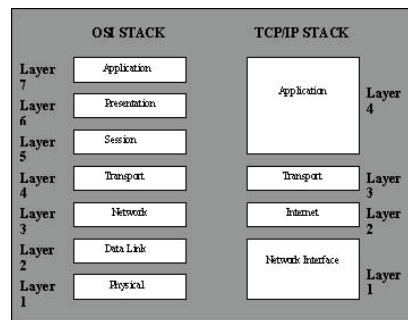 OSI STACK TCP/IP STACK
Layer 7 Application Application Layer 4
Layer 6 Presentation
Layer 5 Session
Layer 4 Transport Transport Layer 3
Layer 3 Network Internet Layer 2
Layer 2 Data Link Network Interface Layer 1
Layer 1 Physical